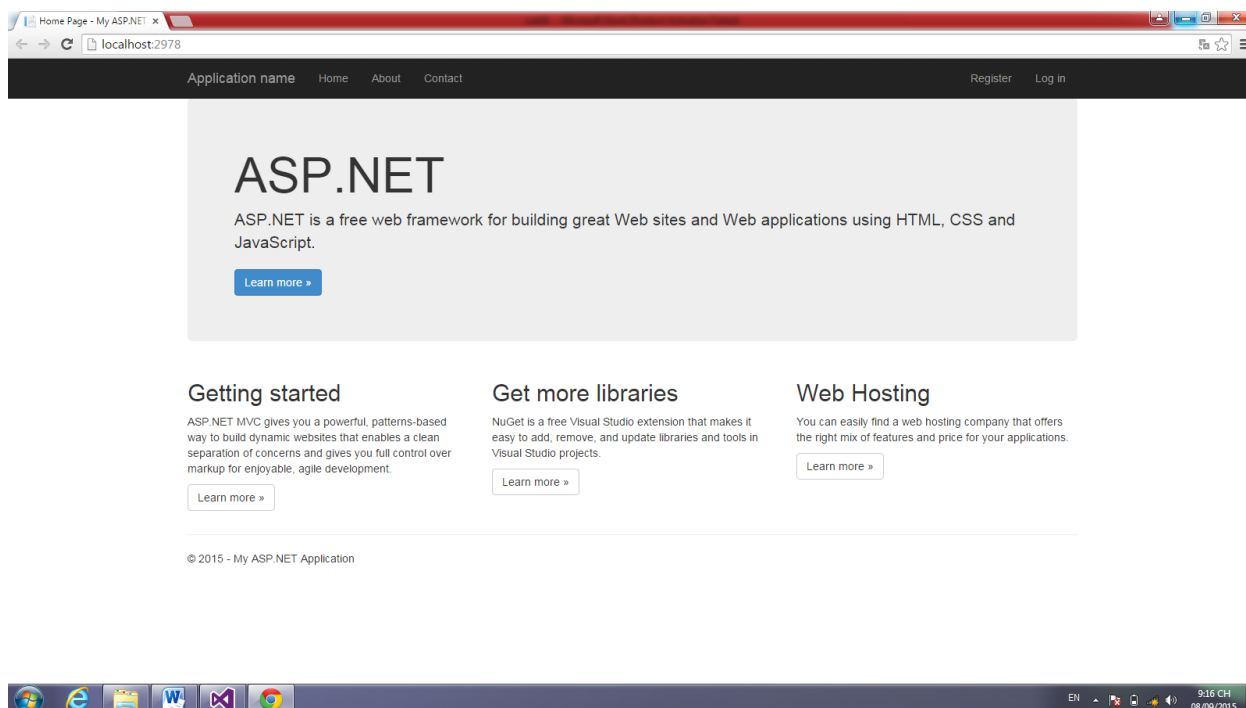 Home Page - My ASP.NET
localhost:2978
Application name Home About Contact Register Log in
ASP.NET
ASP.NET is a free web framework for building great Web sites and Web applications using HTML, CSS and
JavaScript.
Learn more »
Getting started
ASP.NET MVC gives you a powerful, patterns-based
way to build dynamic websites that enables a clean
separation of concerns and gives you full control over
markup for enjoyable, agile development.
Learn more »
Get more libraries
NuGet is a free Visual Studio extension that makes it
easy to add, remove, and update libraries and tools in
Visual Studio projects.
Learn more »
Web Hosting
You can easily find a web hosting company that offers
the right mix of features and price for your applications.
Learn more »
© 2015 - My ASP.NET Application
EN
9:16 CH
08/09/2015